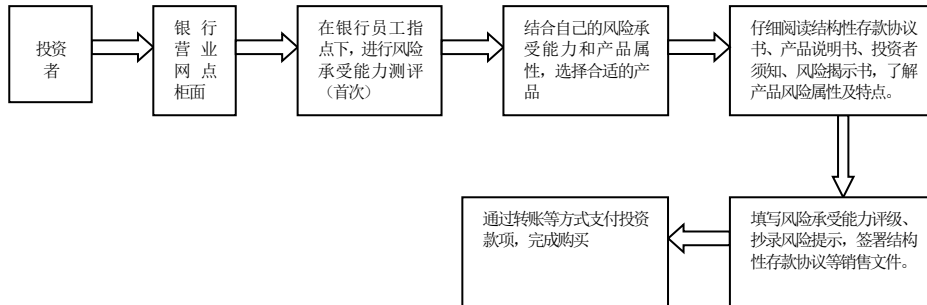 投资
者
银行
营业
网点
柜面
在银行员工指
点下，进行风险
承受能力测评
（首次）
结合自己的风险承
受能力和产品属
性，选择合适的产
品
仔细阅读结构性存款协议
书、产品说明书、投资者
须知、风险揭示书，了解
产品风险属性及特点。
填写风险承受能力评级、
抄录风险提示，签署结构
性存款协议等销售文件。
通过转账等方式支付投资
款项，完成购买